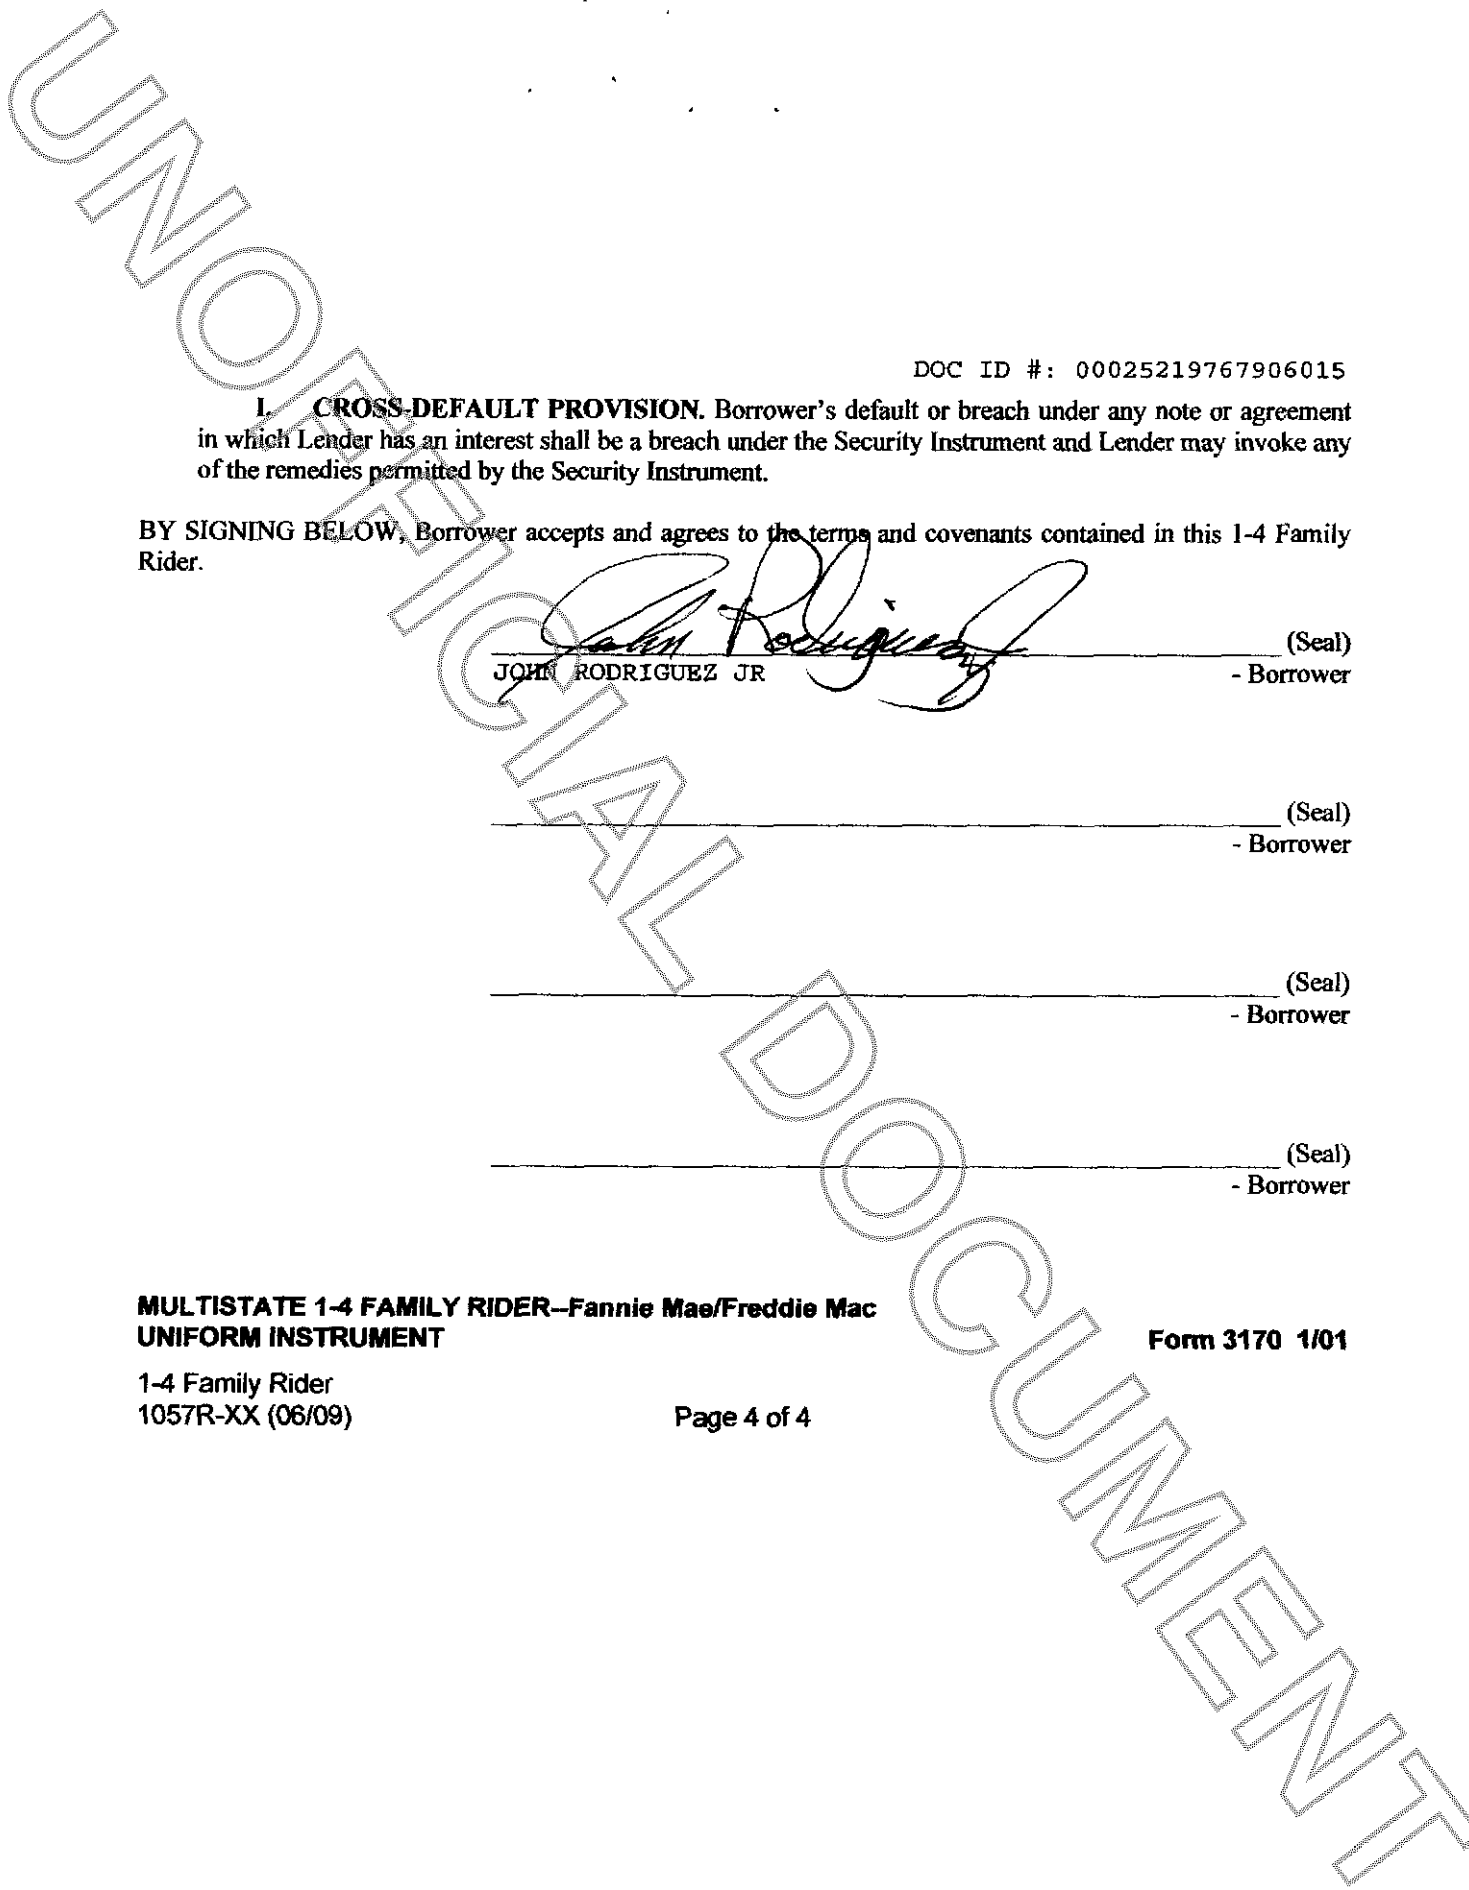 DOC ID #: 00025219767906015
I. CROSS-DEFAULT PROVISION. Borrower's default or breach under any note or agreement
in which Lender has an interest shall be a breach under the Security Instrument and Lender may invoke any
of the remedies permitted by the Security Instrument.
BY SIGNING BELOW, Borrower accepts and agrees to the terms and covenants contained in this 1-4 Family
Rider.
John Rodriguez Jr
(Seal)
JOHN RODRIGUEZ JR
- Borrower
(Seal)
- Borrower
(Seal)
- Borrower
(Seal)
- Borrower
MULTISTATE 1-4 FAMILY RIDER--Fannie Mae/Freddie Mac
UNIFORM INSTRUMENT
Form 3170 1/01
1-4 Family Rider
1057R-XX (06/09)
Page 4 of 4
UNOFFICIAL DOCUMENT